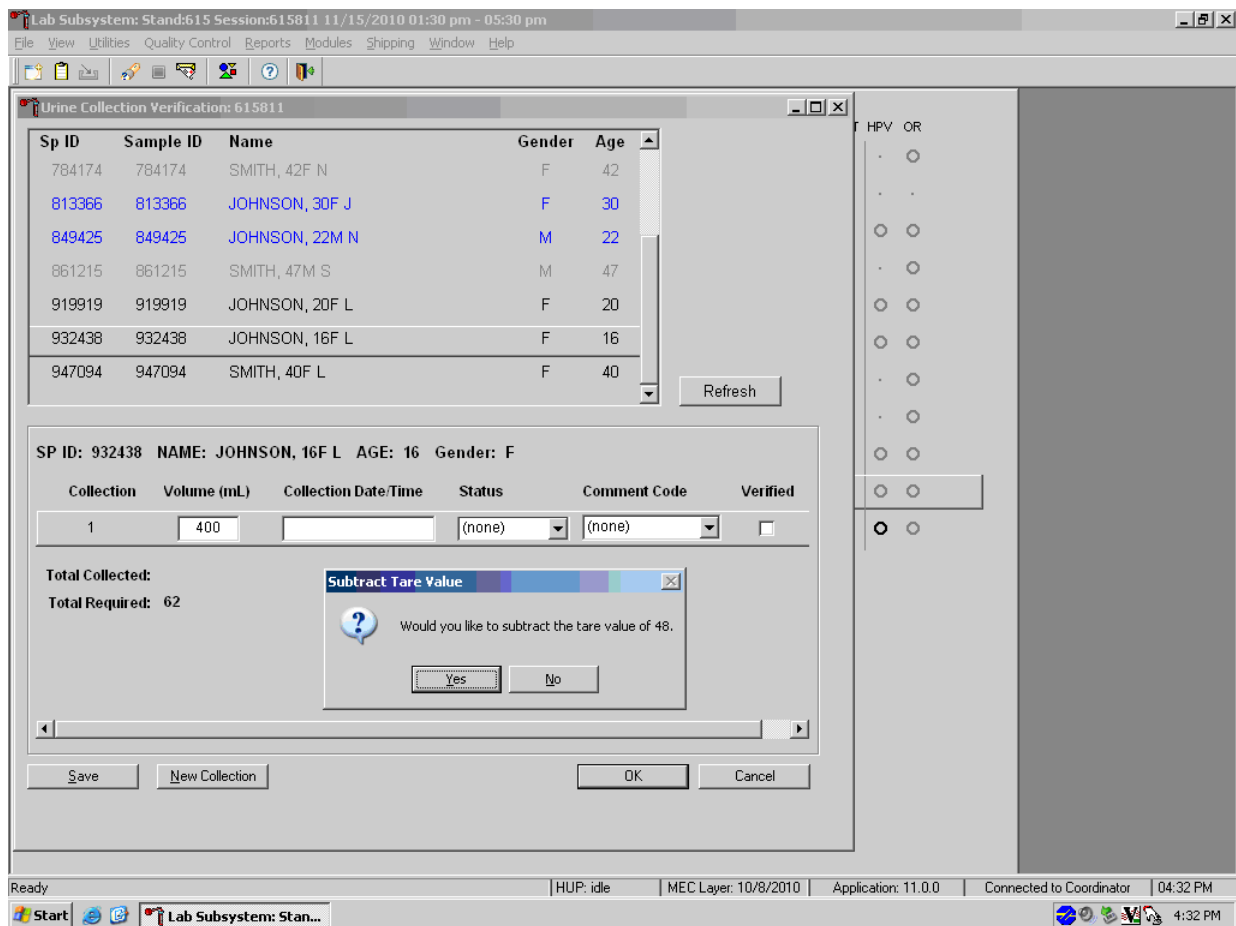 Lab Subsystem: Stand:615 Session:615811 11/15/2010 01:30 pm - 05:30 pm
File View Utilities Quality Control Reports Modules Shipping Window Help
Urine Collection Verification: 615811
Sp ID Sample ID Name Gender Age
784174 784174 SMITH, 42F N F 42
813366 813366 JOHNSON, 30F J F 30
849425 849425 JOHNSON, 22M N M 22
861215 861215 SMITH, 47M S M 47
919919 919919 JOHNSON, 20F L F 20
932438 932438 JOHNSON, 16F L F 16
947094 947094 SMITH, 40F L F 40
Refresh
T HPV OR
SP ID: 932438 NAME: JOHNSON, 16F L AGE: 16 Gender: F
Collection Volume (mL) Collection Date/Time Status Comment Code Verified
1 400 (none) (none)
Total Collected:
Total Required: 62
Subtract Tare Value
Would you like to subtract the tare value of 48.
Yes No
Save New Collection OK Cancel
Ready HUP: idle MEC Layer: 10/8/2010 Application: 11.0.0 Connected to Coordinator 04:32 PM
Start Lab Subsystem: Stan... 4:32 PM